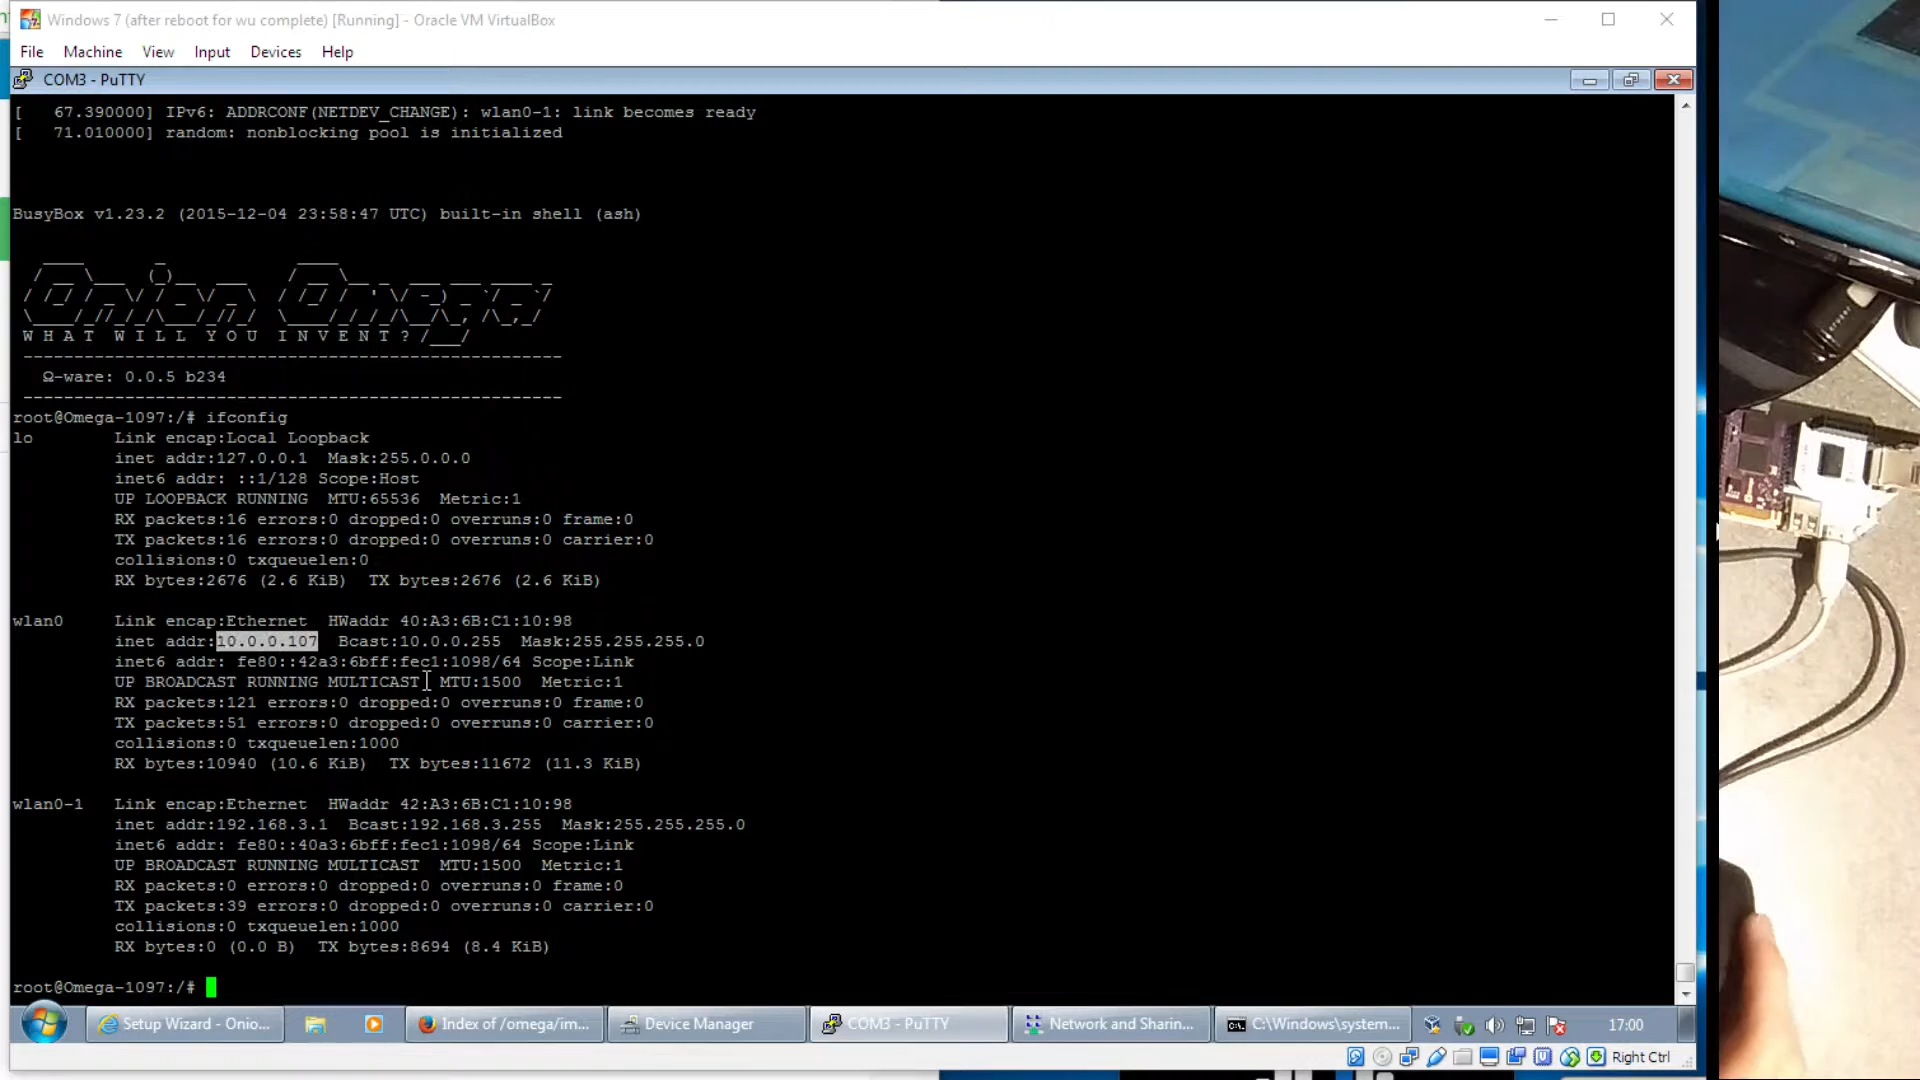 Windows 7 (after reboot for wu complete) [Running] - Oracle VM VirtualBox
File Machine View Input Devices Help
COM3 - PuTTY
[   67.390000] IPv6: ADDRCONF(NETDEV_CHANGE): wlan0-1: link becomes ready
[   71.010000] random: nonblocking pool is initialized
BusyBox v1.23.2 (2015-12-04 23:58:47 UTC) built-in shell (ash)
Onion Omega
W H A T  W I L L  Y O U  I N V E N T ?
Ω-ware: 0.0.5 b234
root@Omega-1097:/# ifconfig
lo        Link encap:Local Loopback
inet addr:127.0.0.1  Mask:255.0.0.0
inet6 addr: ::1/128 Scope:Host
UP LOOPBACK RUNNING  MTU:65536  Metric:1
RX packets:16 errors:0 dropped:0 overruns:0 frame:0
TX packets:16 errors:0 dropped:0 overruns:0 carrier:0
collisions:0 txqueuelen:0
RX bytes:2676 (2.6 KiB)  TX bytes:2676 (2.6 KiB)
wlan0     Link encap:Ethernet  HWaddr 40:A3:6B:C1:10:98
inet addr:10.0.0.107  Bcast:10.0.0.255  Mask:255.255.255.0
inet6 addr: fe80::42a3:6bff:fec1:1098/64 Scope:Link
UP BROADCAST RUNNING MULTICAST  MTU:1500  Metric:1
RX packets:121 errors:0 dropped:0 overruns:0 frame:0
TX packets:51 errors:0 dropped:0 overruns:0 carrier:0
collisions:0 txqueuelen:1000
RX bytes:10940 (10.6 KiB)  TX bytes:11672 (11.3 KiB)
wlan0-1   Link encap:Ethernet  HWaddr 42:A3:6B:C1:10:98
inet addr:192.168.3.1  Bcast:192.168.3.255  Mask:255.255.255.0
inet6 addr: fe80::40a3:6bff:fec1:1098/64 Scope:Link
UP BROADCAST RUNNING MULTICAST  MTU:1500  Metric:1
RX packets:0 errors:0 dropped:0 overruns:0 frame:0
TX packets:39 errors:0 dropped:0 overruns:0 carrier:0
collisions:0 txqueuelen:1000
RX bytes:0 (0.0 B)  TX bytes:8694 (8.4 KiB)
root@Omega-1097:/#
Setup Wizard - Onio... Index of /omega/im... Device Manager COM3 - PuTTY Network and Sharin... C:\Windows\system... 17:00
Right Ctrl